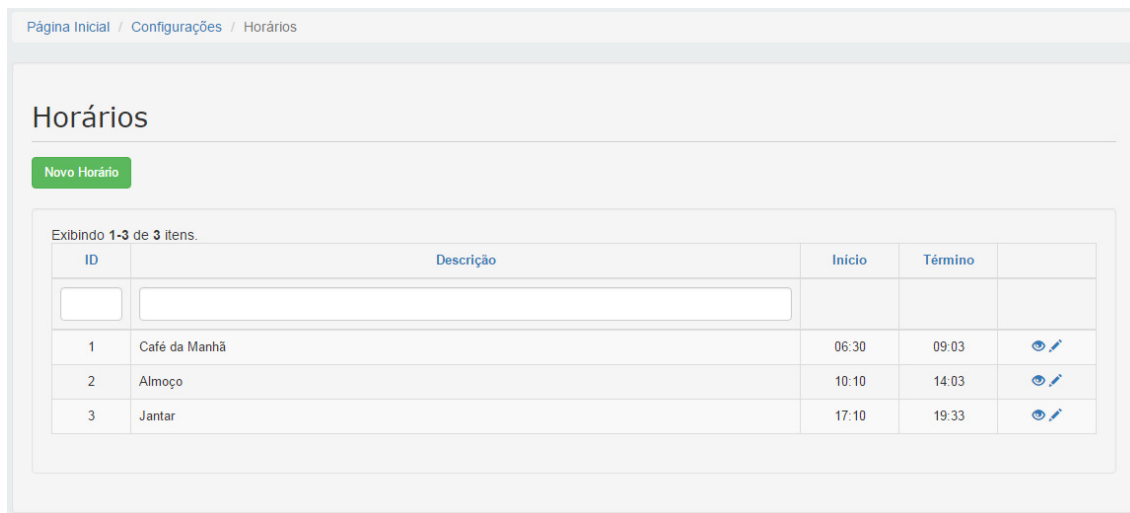 Página Inicial / Configurações / Horários
Horários
Novo Horário
Exibindo 1-3 de 3 itens.
ID Descrição Início Término
1 Café da Manhã 06:30 09:03
2 Almoço 10:10 14:03
3 Jantar 17:10 19:33